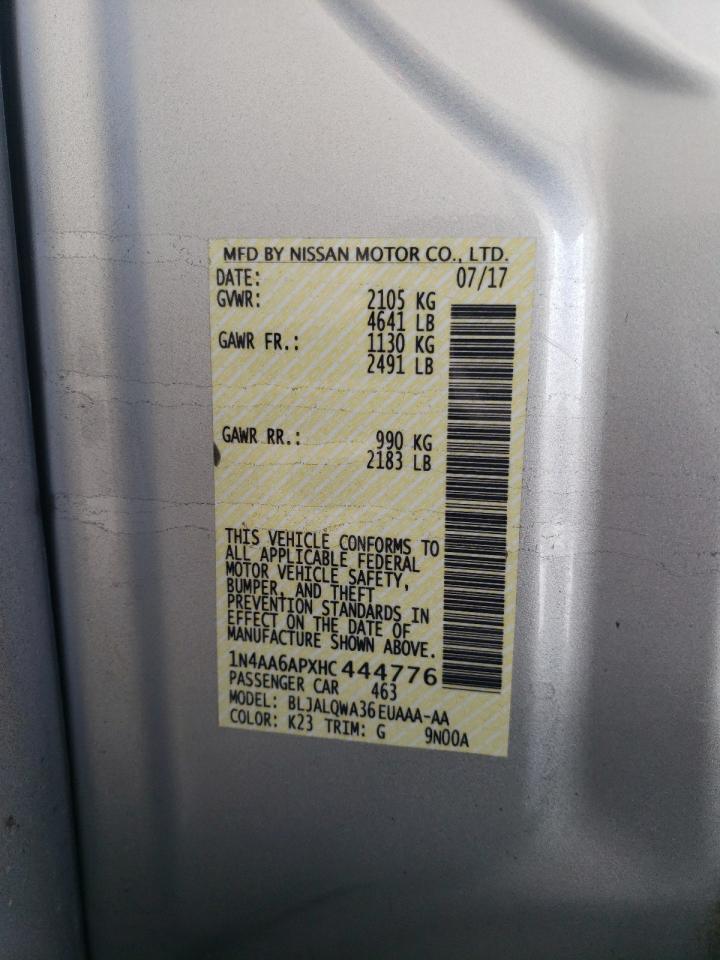 MFD BY NISSAN MOTOR CO., LTD.
DATE: 07/17
GVWR: 2105 KG
4641 LB
GAWR FR.: 1130 KG
2491 LB
GAWR RR.: 990 KG
2183 LB
THIS VEHICLE CONFORMS TO
ALL APPLICABLE FEDERAL
MOTOR VEHICLE SAFETY,
BUMPER, AND THEFT
PREVENTION STANDARDS IN
EFFECT ON THE DATE OF
MANUFACTURE SHOWN ABOVE.
1N4AA6APXHC444776
PASSENGER CAR 463
MODEL: BLJALQWA36EUAAA-AA
COLOR: K23 TRIM: G 9N00A